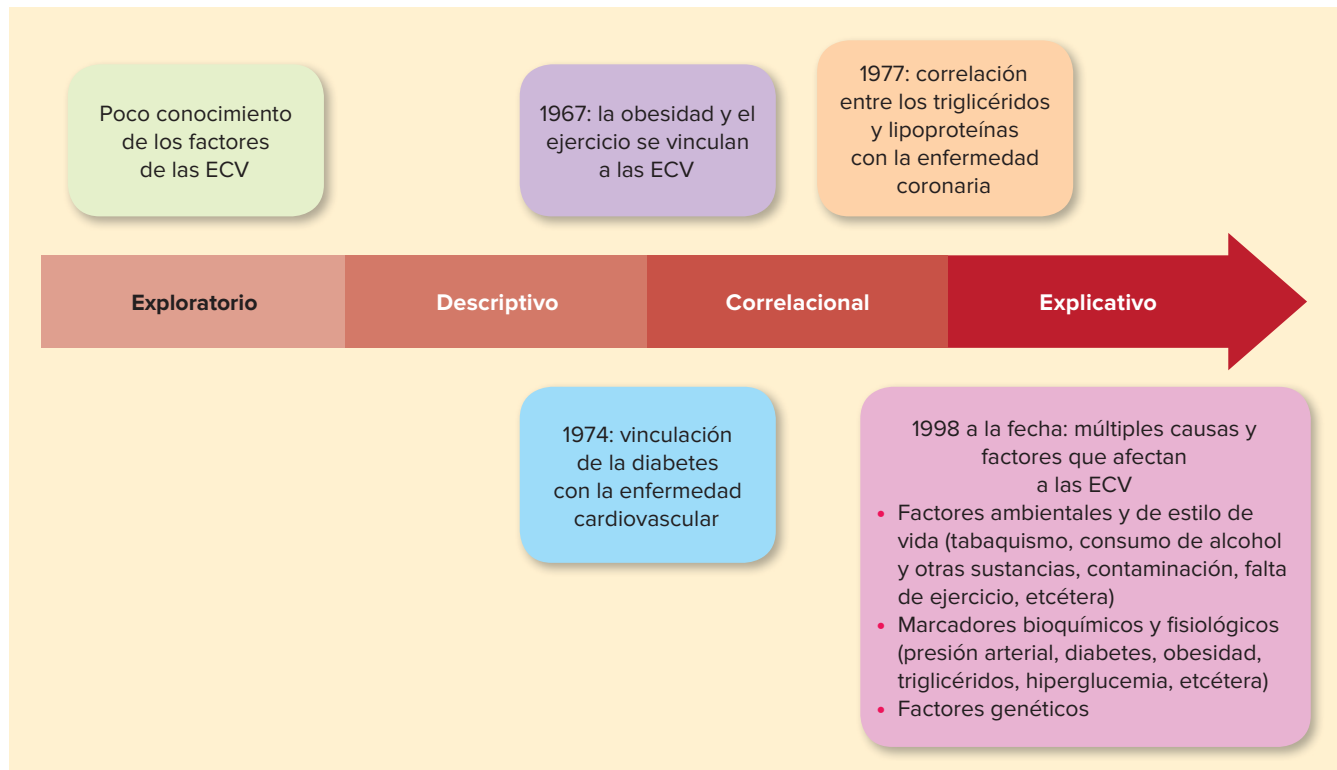 Poco conocimiento
de los factores
de las ECV
1967: la obesidad y el
ejercicio se vinculan
a las ECV
1977: correlación
entre los triglicéridos
y lipoproteínas
con la enfermedad
coronaria
Exploratorio
Descriptivo
Correlacional
Explicativo
1974: vinculación
de la diabetes
con la enfermedad
cardiovascular
1998 a la fecha: múltiples causas y
factores que afectan
a las ECV
• Factores ambientales y de estilo de
vida (tabaquismo, consumo de alcohol
y otras sustancias, contaminación, falta
de ejercicio, etcétera)
• Marcadores bioquímicos y fisiológicos
(presión arterial, diabetes, obesidad,
triglicéridos, hiperglucemia, etcétera)
• Factores genéticos